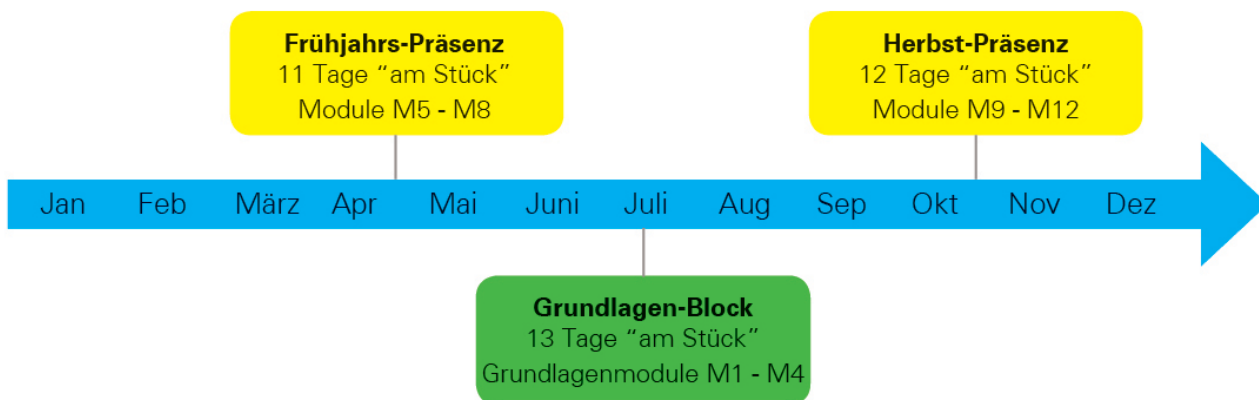 Frühjahrs-Präsenz
11 Tage “am Stück”
Module M5 - M8
Herbst-Präsenz
12 Tage “am Stück”
Module M9 - M12
Jan Feb März Apr Mai Juni Juli Aug Sep Okt Nov Dez
Grundlagen-Block
13 Tage “am Stück”
Grundlagenmodule M1 - M4